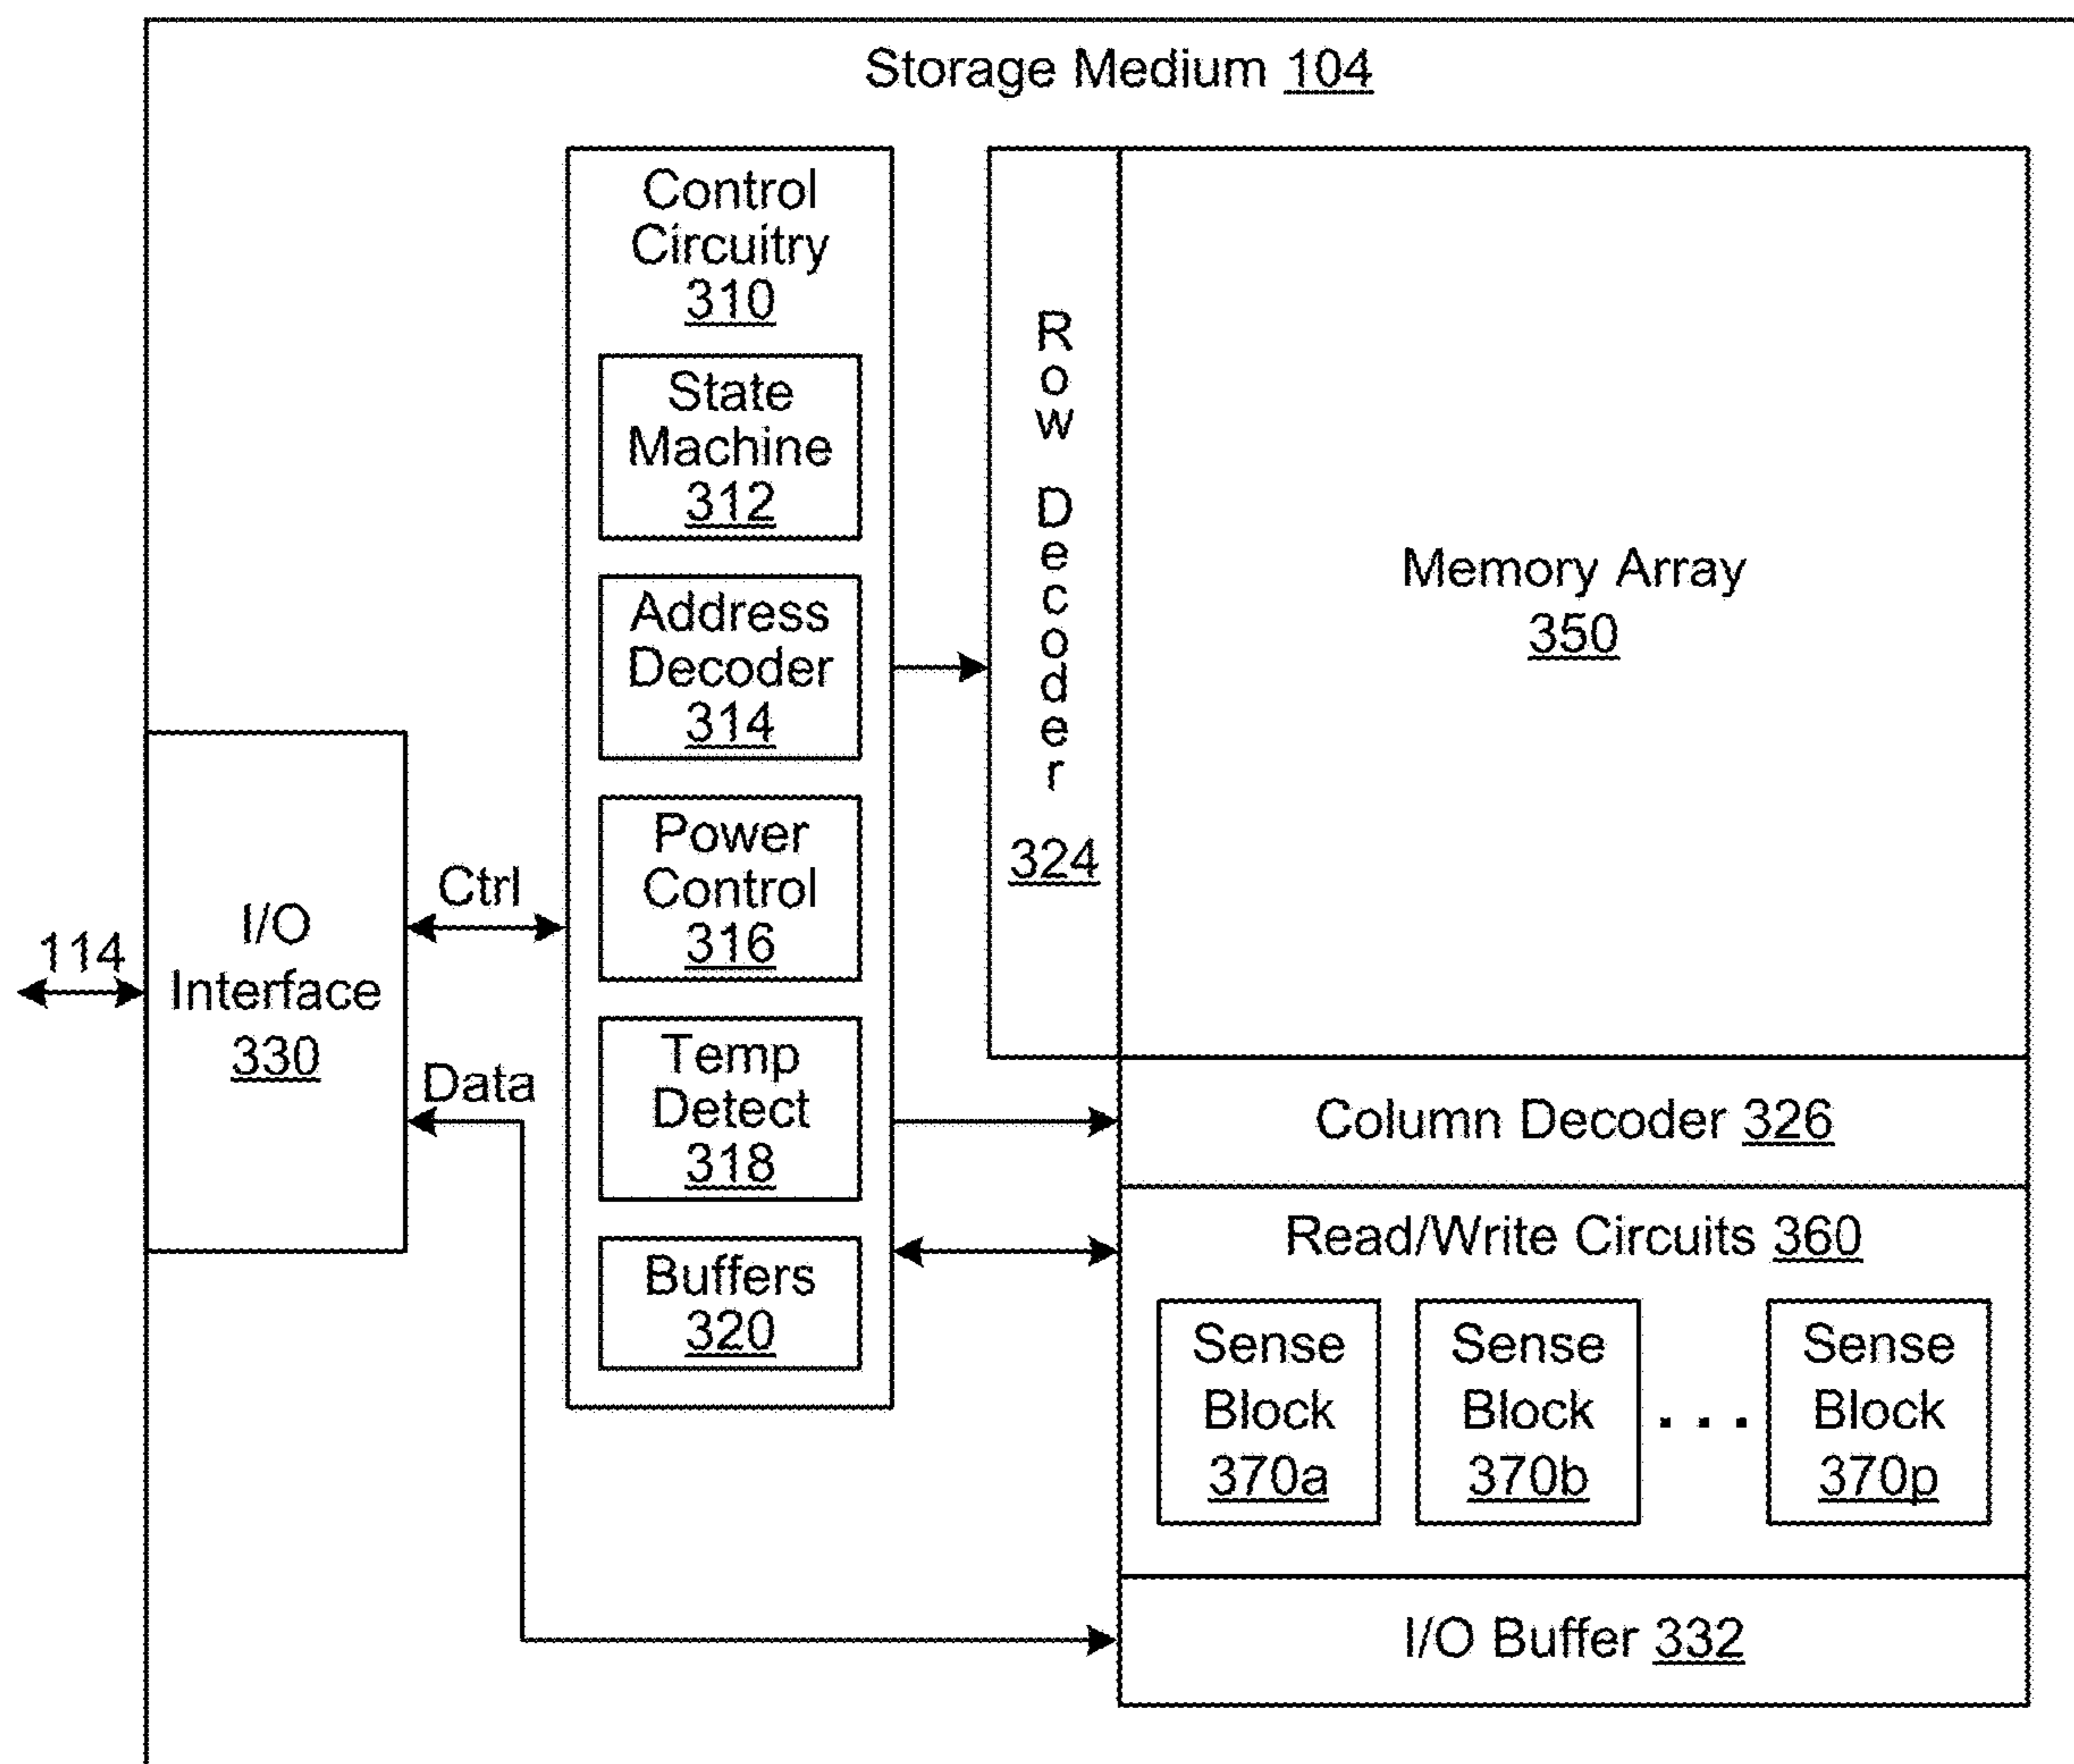 Storage Medium 104
Control
Circuitry
310
State
Machine
312
Address
Decoder
314
Power
Control
316
Temp
Detect
318
Buffers
320
Row Decoder
324
Memory Array
350
Ctrl
114
I/O
Interface
330
Data
Column Decoder 326
Read/Write Circuits 360
Sense
Block
370a
Sense
Block
370b
. . .
Sense
Block
370p
I/O Buffer 332